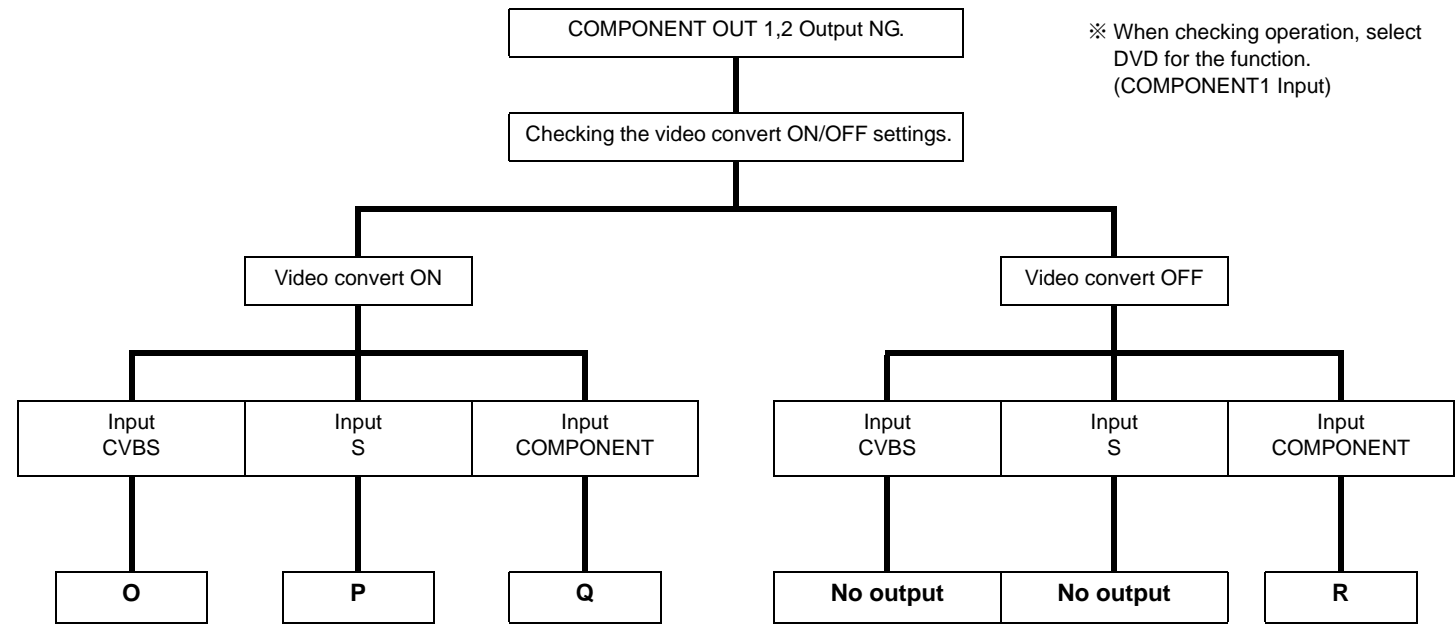 COMPONENT OUT 1,2 Output NG.
※ When checking operation, select
DVD for the function.
(COMPONENT1 Input)
Checking the video convert ON/OFF settings.
Video convert ON
Video convert OFF
Input
CVBS
Input
S
Input
COMPONENT
Input
CVBS
Input
S
Input
COMPONENT
O
P
Q
No output
No output
R